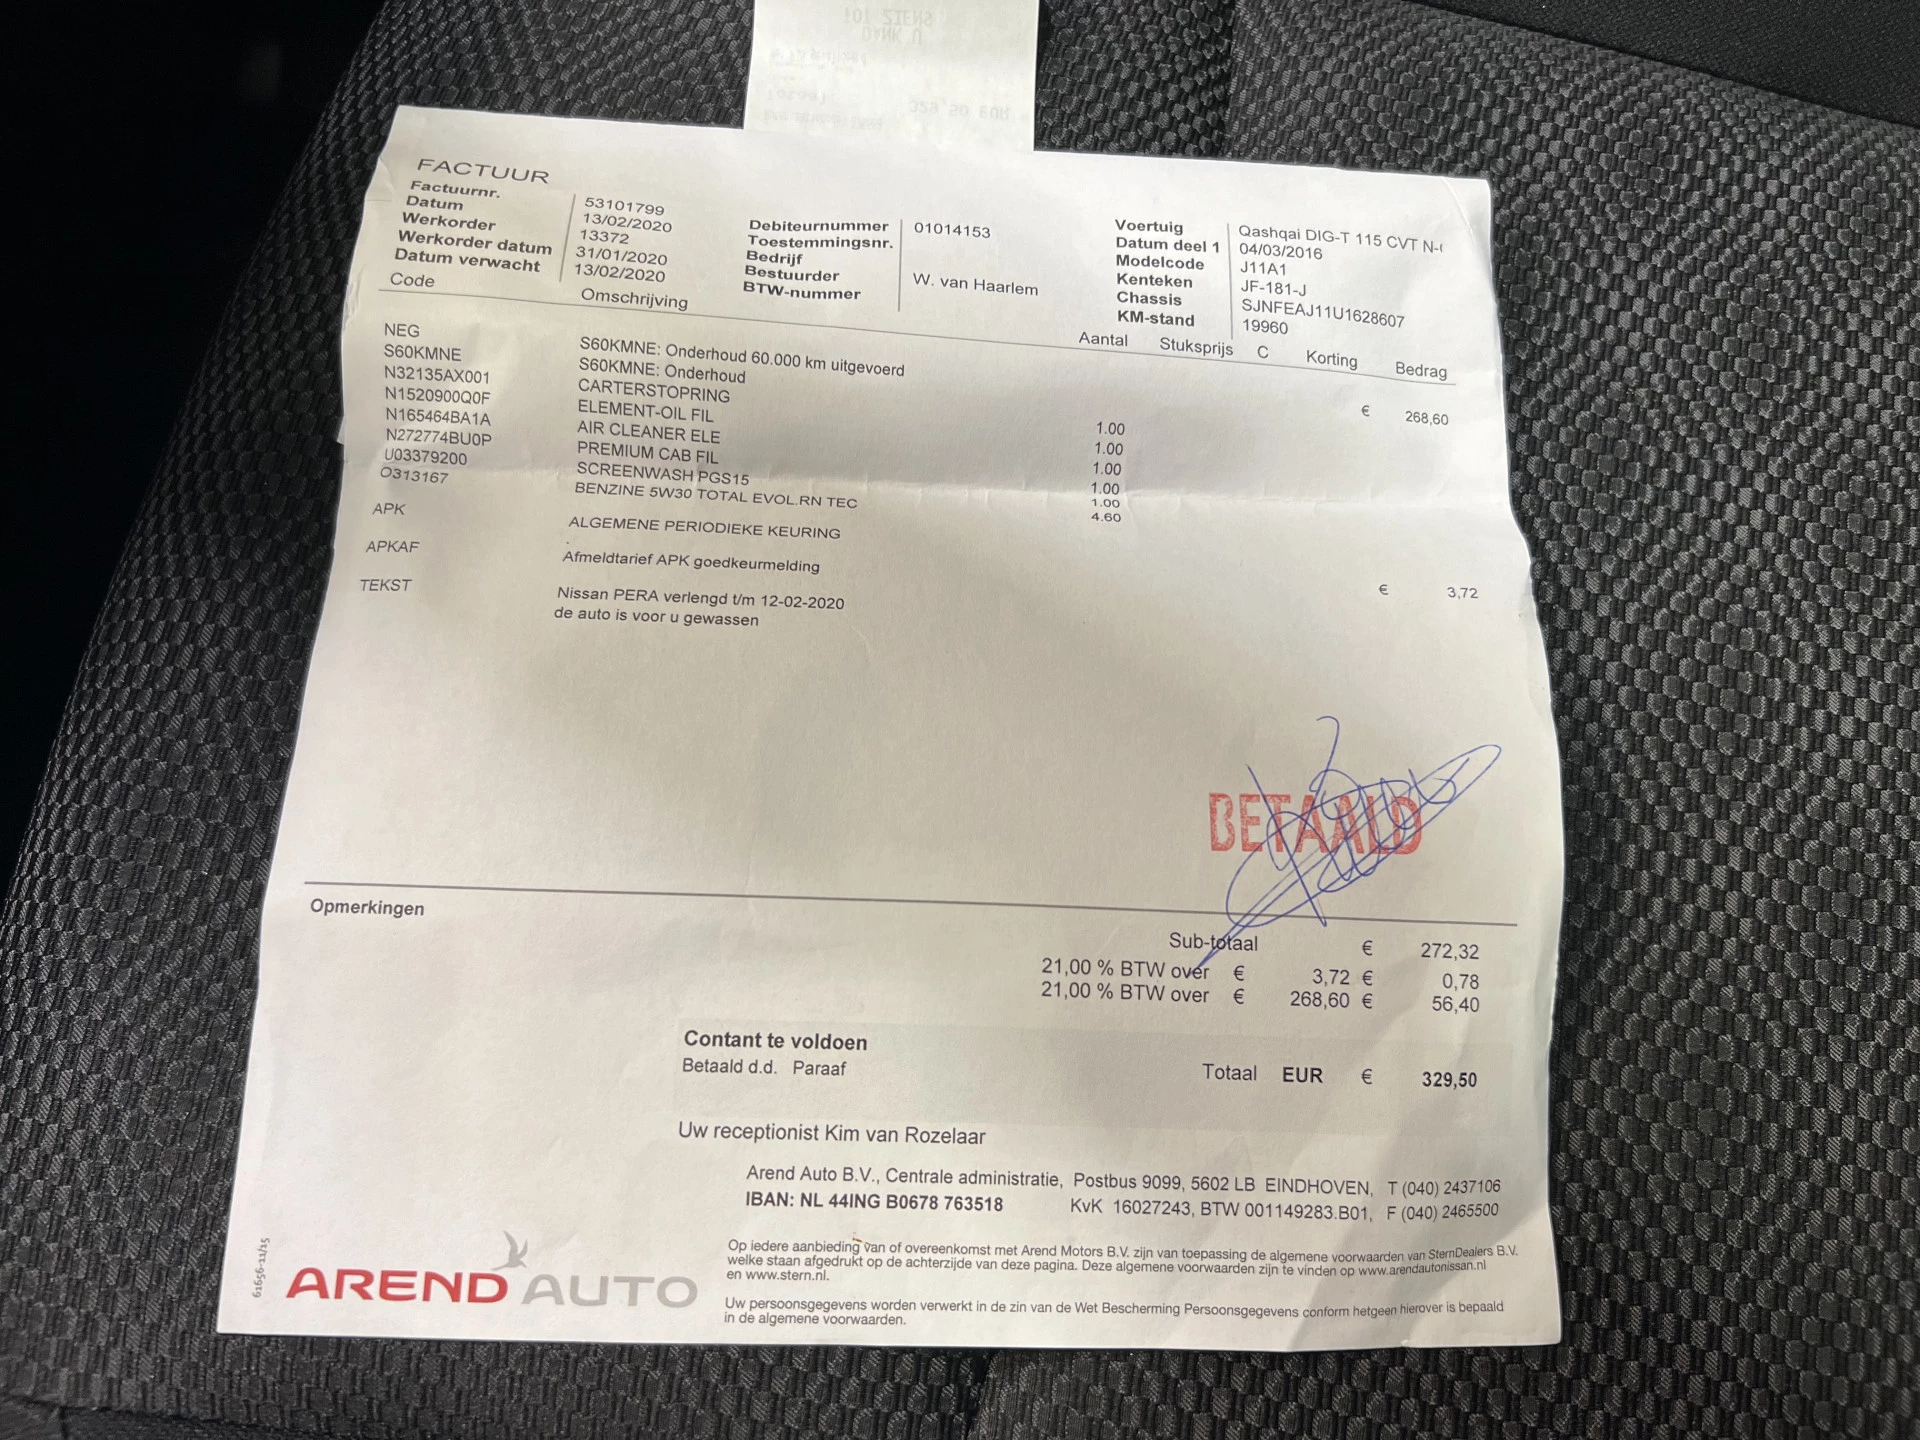 TOT ZIENS
DANK U
Totaal: 329,50 EUR
FACTUUR
Factuurnr. 53101799
Datum 13/02/2020
Werkorder 13372
Werkorder datum 31/01/2020
Datum verwacht 13/02/2020
Debiteurnummer 01014153
Toestemmingsnr.
Bedrijf
Bestuurder W. van Haarlem
BTW-nummer
Voertuig Qashqai DIG-T 115 CVT N-
Datum deel 1 04/03/2016
Modelcode J11A1
Kenteken JF-181-J
Chassis SJNFEAJ11U1628607
KM-stand 19960
Code Omschrijving Aantal Stuksprijs C Korting Bedrag
NEG S60KMNE: Onderhoud 60.000 km uitgevoerd
S60KMNE S60KMNE: Onderhoud € 268,60
N32135AX001 CARTERSTOPRING 1.00
N1520900Q0F ELEMENT-OIL FIL 1.00
N165464BA1A AIR CLEANER ELE 1.00
N272774BU0P PREMIUM CAB FIL 1.00
U03379200 SCREENWASH PGS15 1.00
O313167 BENZINE 5W30 TOTAL EVOL.RN TEC 4.60
APK ALGEMENE PERIODIEKE KEURING
APKAF Afmeldtarief APK goedkeurmelding € 3,72
TEKST Nissan PERA verlengd t/m 12-02-2020
de auto is voor u gewassen
BETAALD
Opmerkingen
Sub-totaal € 272,32
21,00 % BTW over € 3,72 € 0,78
21,00 % BTW over € 268,60 € 56,40
Contant te voldoen
Betaald d.d. Paraaf
Totaal EUR € 329,50
Uw receptionist Kim van Rozelaar
Arend Auto B.V., Centrale administratie, Postbus 9099, 5602 LB EINDHOVEN, T (040) 2437106
IBAN: NL 44ING B0678 763518 KvK 16027243, BTW 001149283.B01, F (040) 2465500
Op iedere aanbieding van of overeenkomst met Arend Motors B.V. zijn van toepassing de algemene voorwaarden van SternDealers B.V.
welke staan afgedrukt op de achterzijde van deze pagina. Deze algemene voorwaarden zijn te vinden op www.arendautonissan.nl
en www.stern.nl.
Uw persoonsgegevens worden verwerkt in de zin van de Wet Bescherming Persoonsgegevens conform hetgeen hierover is bepaald
in de algemene voorwaarden.
61656-11/15
AREND AUTO